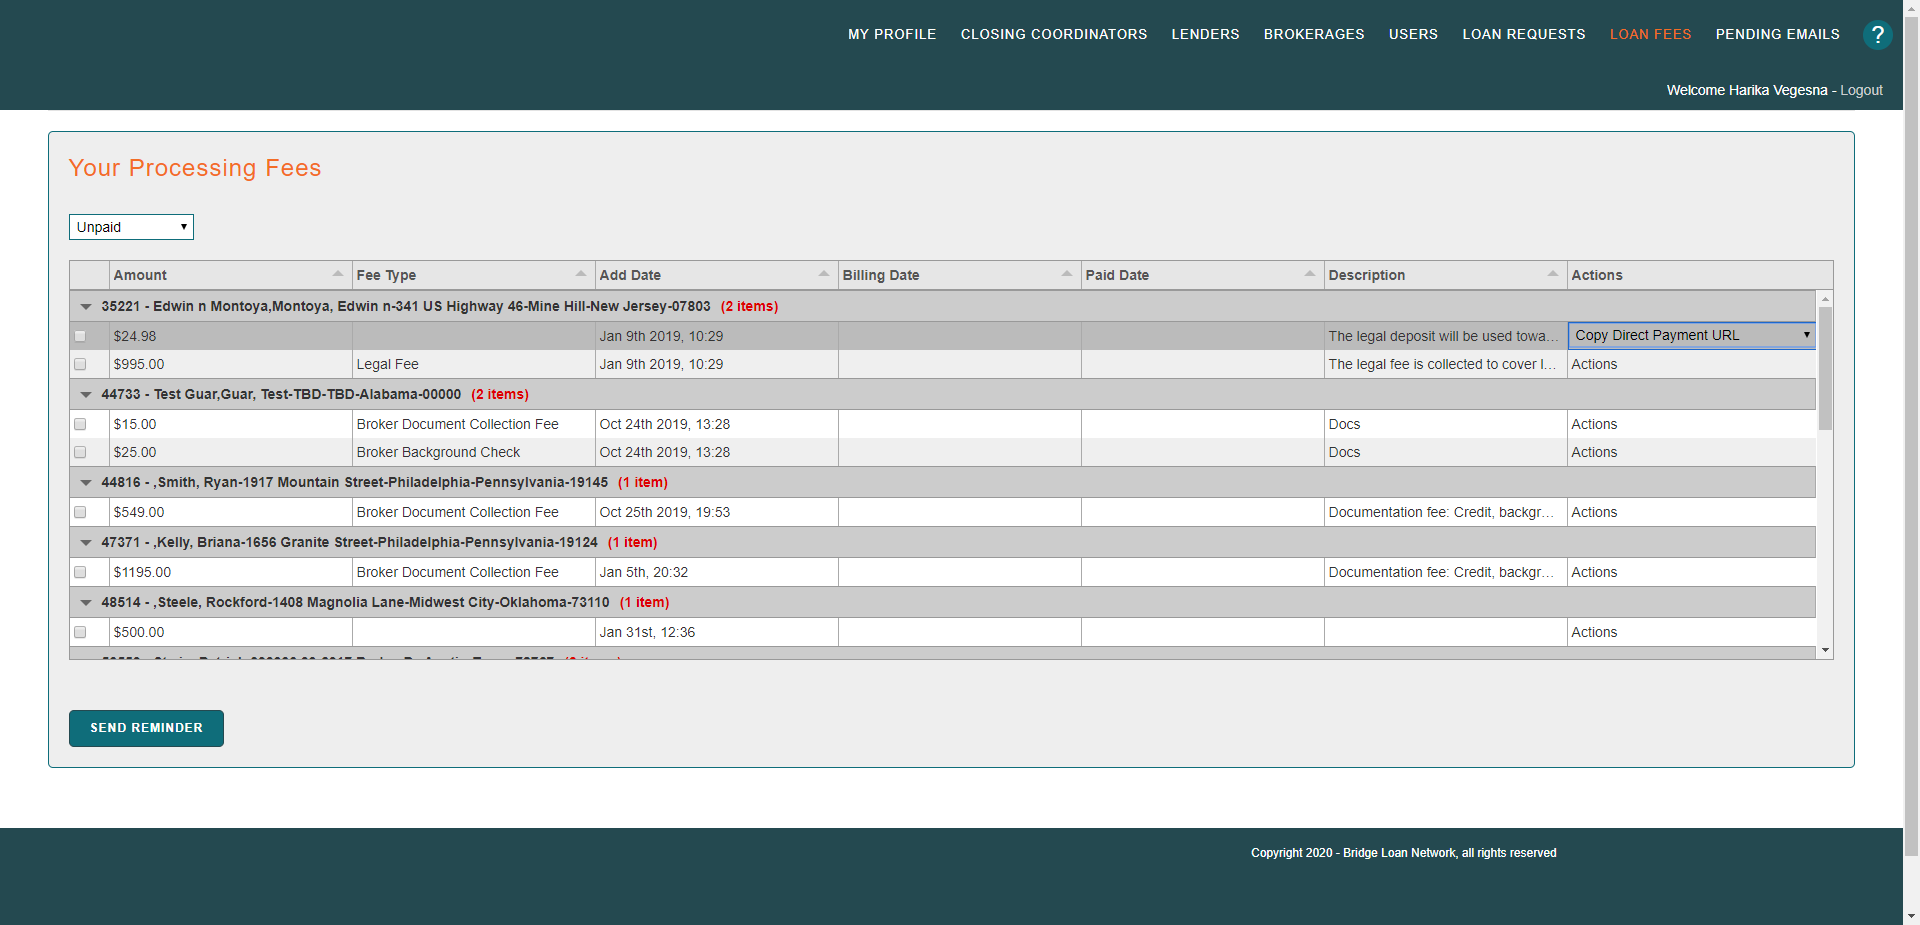 MY PROFILE CLOSING COORDINATORS LENDERS BROKERAGES USERS LOAN REQUESTS LOAN FEES PENDING EMAILS ?
Welcome Harika Vegesna - Logout
Your Processing Fees
Unpaid
Amount Fee Type Add Date Billing Date Paid Date Description Actions
35221 - Edwin n Montoya,Montoya, Edwin n-341 US Highway 46-Mine Hill-New Jersey-07803 (2 items)
$24.98 Jan 9th 2019, 10:29 The legal deposit will be used towa... Copy Direct Payment URL
$995.00 Legal Fee Jan 9th 2019, 10:29 The legal fee is collected to cover l... Actions
44733 - Test Guar,Guar, Test-TBD-TBD-Alabama-00000 (2 items)
$15.00 Broker Document Collection Fee Oct 24th 2019, 13:28 Docs Actions
$25.00 Broker Background Check Oct 24th 2019, 13:28 Docs Actions
44816 - ,Smith, Ryan-1917 Mountain Street-Philadelphia-Pennsylvania-19145 (1 item)
$549.00 Broker Document Collection Fee Oct 25th 2019, 19:53 Documentation fee: Credit, backgr... Actions
47371 - ,Kelly, Briana-1656 Granite Street-Philadelphia-Pennsylvania-19124 (1 item)
$1195.00 Broker Document Collection Fee Jan 5th, 20:32 Documentation fee: Credit, backgr... Actions
48514 - ,Steele, Rockford-1408 Magnolia Lane-Midwest City-Oklahoma-73110 (1 item)
$500.00 Jan 31st, 12:36 Actions
SEND REMINDER
Copyright 2020 - Bridge Loan Network, all rights reserved